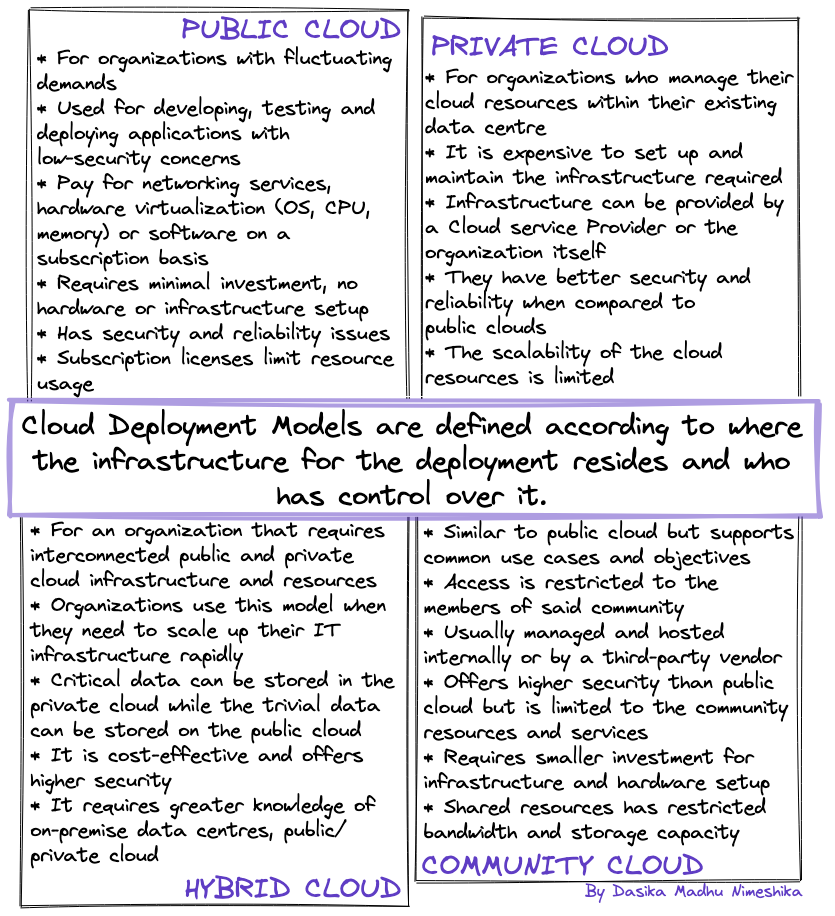 PUBLIC CLOUD
* For organizations with fluctuating
demands
* Used for developing, testing and
deploying applications with
low-security concerns
* Pay for networking services,
hardware virtualization (OS, CPU,
memory) or software on a
subscription basis
* Requires minimal investment, no
hardware or infrastructure setup
* Has security and reliability issues
* Subscription licenses limit resource
usage
PRIVATE CLOUD
* For organizations who manage their
cloud resources within their existing
data centre
* It is expensive to set up and
maintain the infrastructure required
* Infrastructure can be provided by
a Cloud service Provider or the
organization itself
* They have better security and
reliability when compared to
public clouds
* The scalability of the cloud
resources is limited
Cloud Deployment Models are defined according to where
the infrastructure for the deployment resides and who
has control over it.
* For an organization that requires
interconnected public and private
cloud infrastructure and resources
* Organizations use this model when
they need to scale up their IT
infrastructure rapidly
* Critical data can be stored in the
private cloud while the trivial data
can be stored on the public cloud
* It is cost-effective and offers
higher security
* It requires greater knowledge of
on-premise data centres, public/
private cloud
HYBRID CLOUD
* Similar to public cloud but supports
common use cases and objectives
* Access is restricted to the
members of said community
* Usually managed and hosted
internally or by a third-party vendor
* Offers higher security than public
cloud but is limited to the community
resources and services
* Requires smaller investment for
infrastructure and hardware setup
* Shared resources has restricted
bandwidth and storage capacity
COMMUNITY CLOUD
By Dasika Madhu Nimeshika